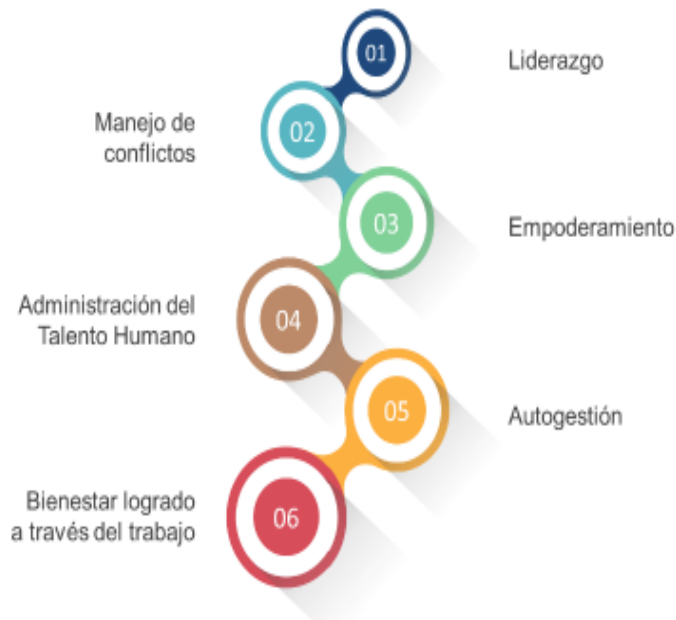 01
Liderazgo
02
Manejo de
conflictos
03
Empoderamiento
04
Administración del
Talento Humano
05
Autogestión
06
Bienestar logrado
a través del trabajo